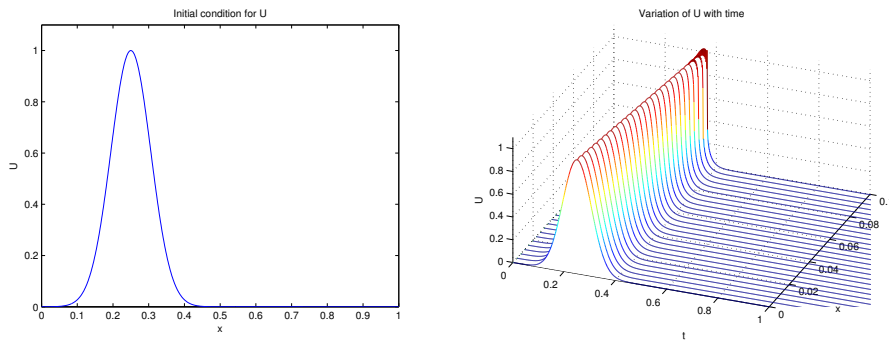 Initial condition for U
1
0.8
0.6
0.4
0.2
0
U
0 0.1 0.2 0.3 0.4 0.5 0.6 0.7 0.8 0.9 1
x
Variation of U with time
1
0.8
0.6
0.4
0.2
0
U
0 0.2 0.4 0.6 0.8 1
t
0 0.02 0.04 0.06 0.08 0.
x